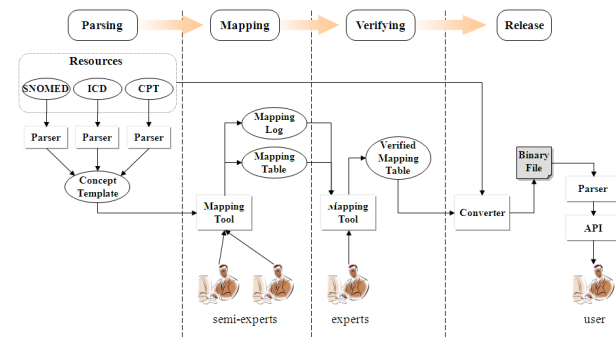 Parsing
Mapping
Verifying
Release
Resources
SNOMED
ICD
CPT
Parser
Parser
Parser
Concept
Template
Mapping
Log
Mapping
Table
Mapping
Tool
semi-experts
Verified
Mapping
Table
Mapping
Tool
experts
Converter
Binary
File
Parser
API
user